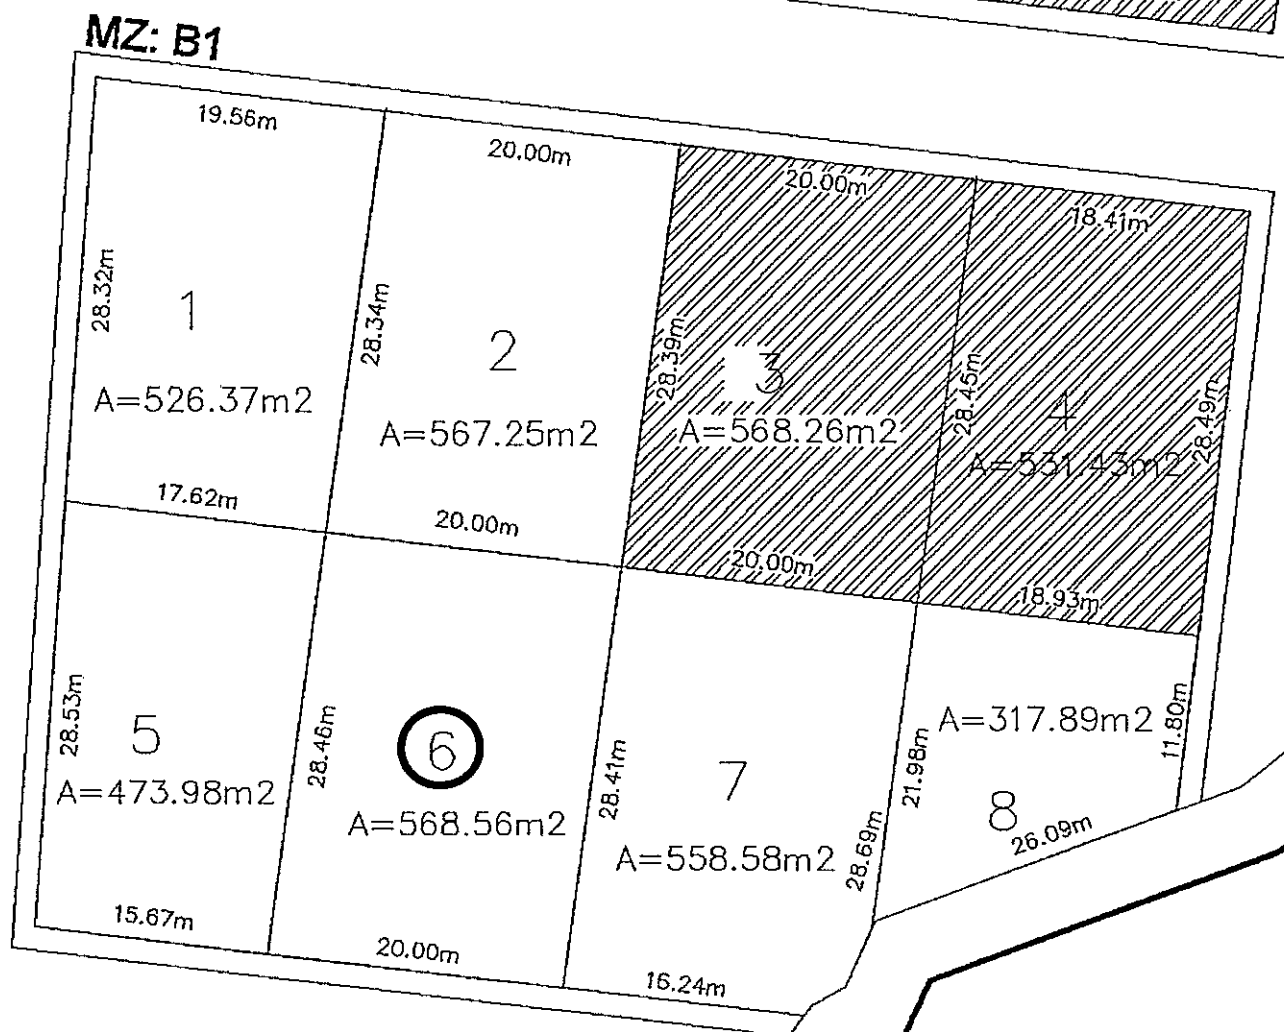 MZ: B1
19.56m
20.00m
20.00m
18.41m
28.32m
1
A=526.37m2
28.34m
2
A=567.25m2
28.39m
3
A=568.26m2
28.45m
4
A=531.43m2
28.49m
17.62m
20.00m
20.00m
18.93m
28.53m
5
A=473.98m2
28.46m
6
A=568.56m2
28.41m
7
A=558.58m2
28.69m
21.98m
A=317.89m2
8
11.80m
26.09m
15.67m
20.00m
16.24m